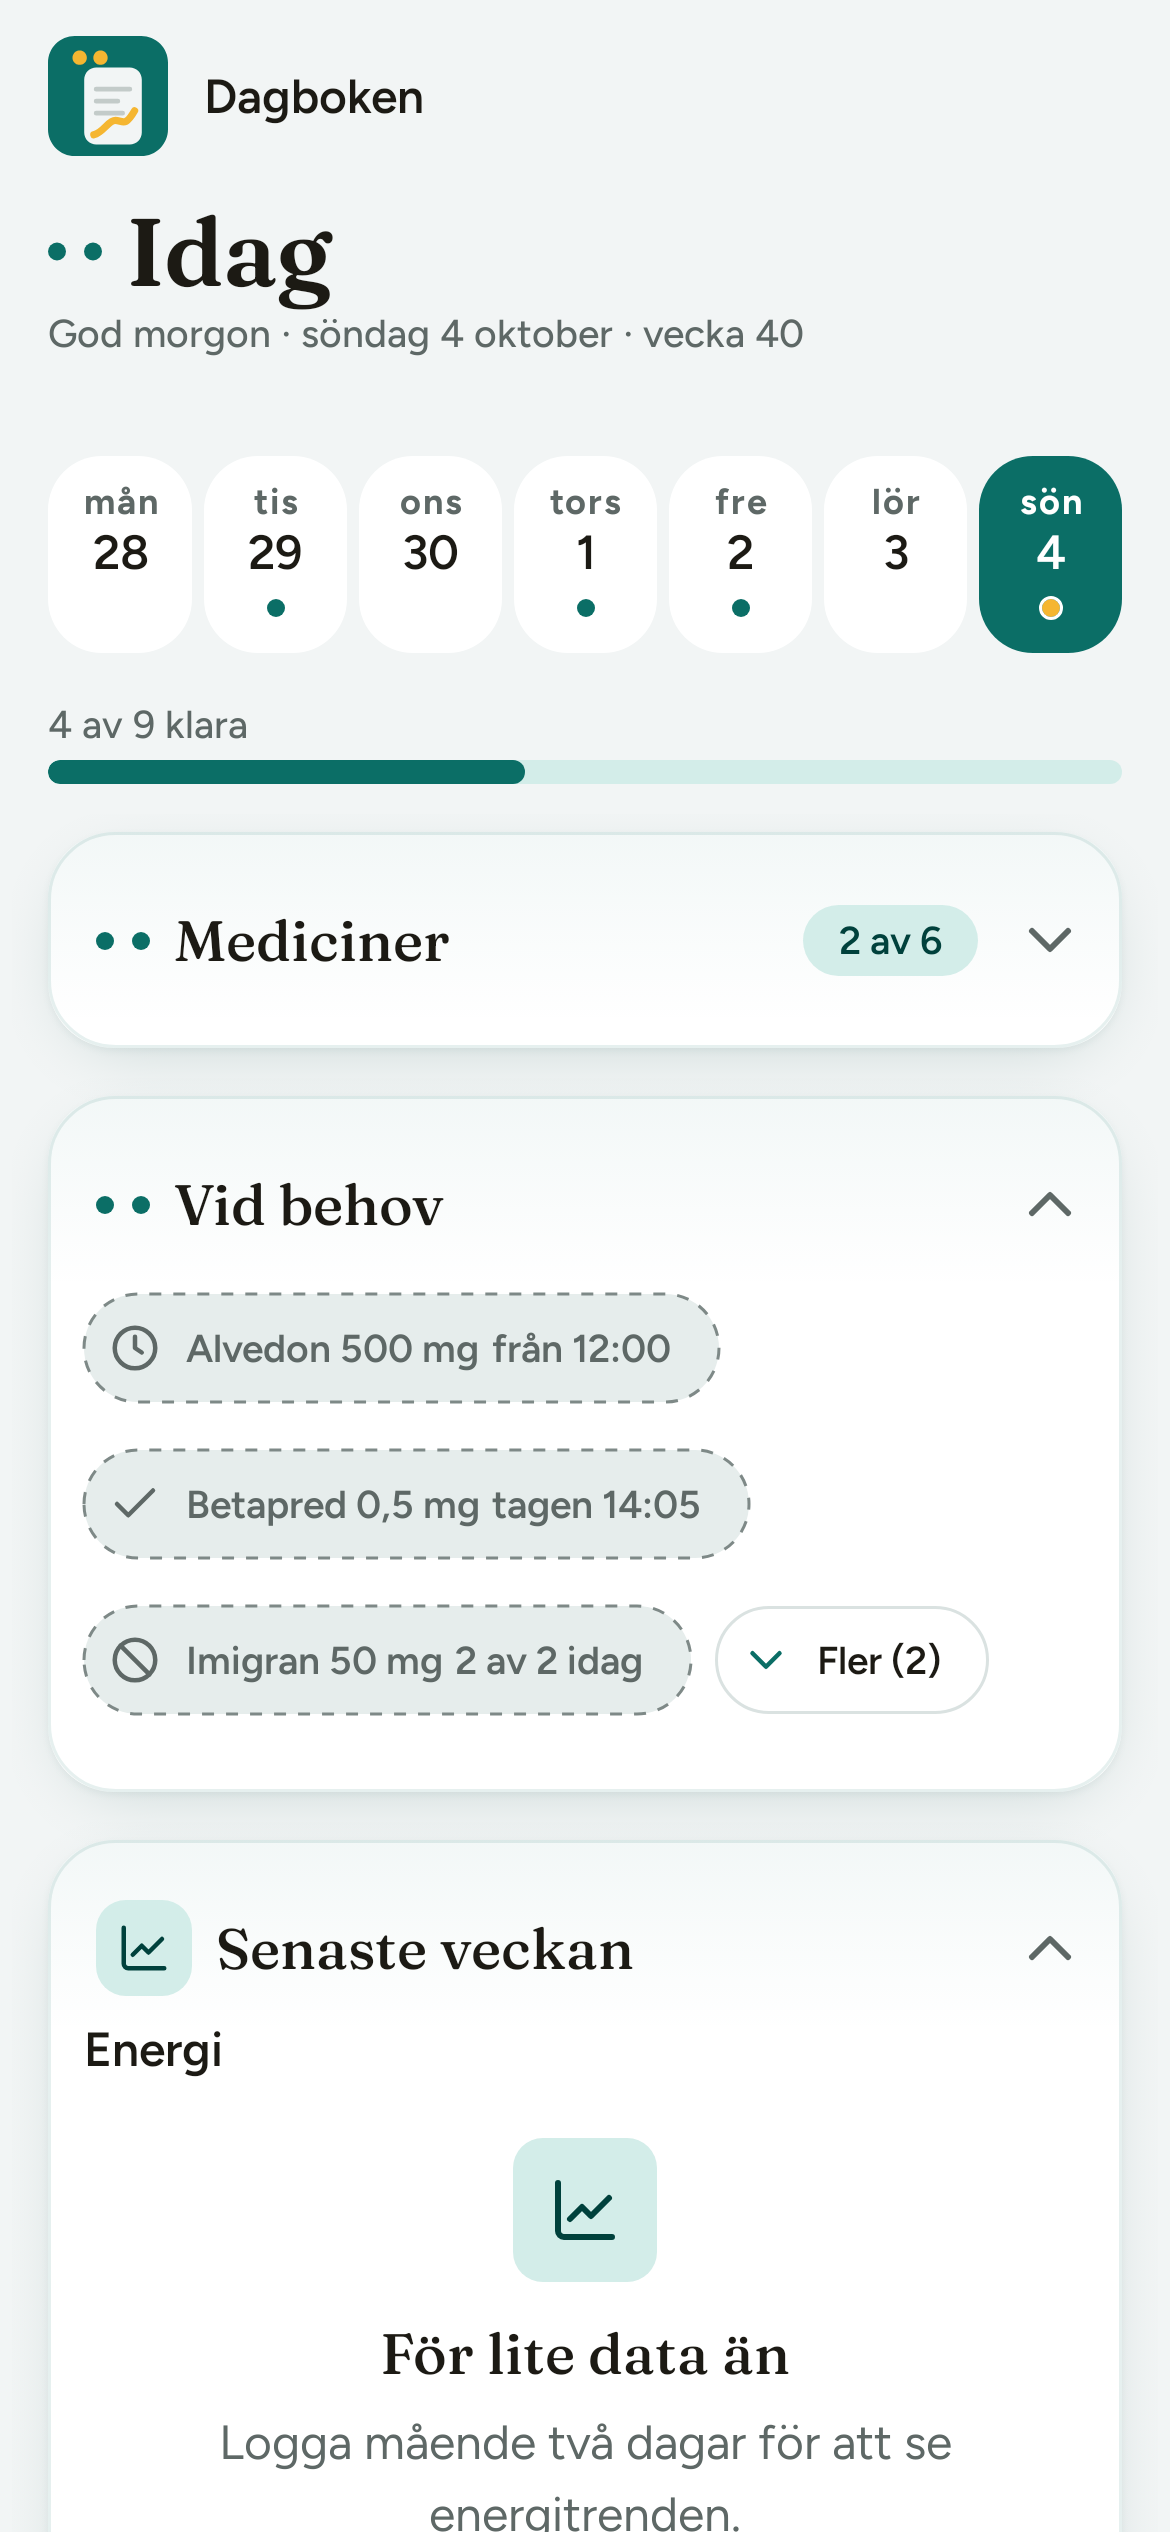 Dagboken
Idag
God morgon · söndag 4 oktober · vecka 40
mån tis ons tors fre lör sön
28 29 30 1 2 3 4
4 av 9 klara
Mediciner 2 av 6
Vid behov
Alvedon 500 mg från 12:00
Betapred 0,5 mg tagen 14:05
Imigran 50 mg 2 av 2 idag Fler (2)
Senaste veckan
Energi
För lite data än
Logga mående två dagar för att se
energitrenden.